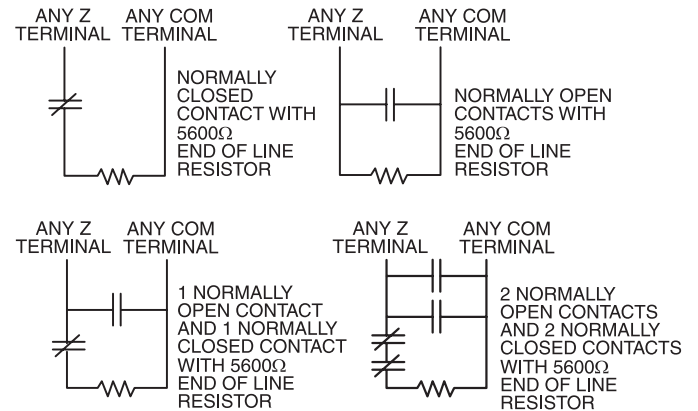 ANY Z
TERMINAL
ANY COM
TERMINAL
NORMALLY
CLOSED
CONTACT WITH
5600Ω
END OF LINE
RESISTOR
ANY Z
TERMINAL
ANY COM
TERMINAL
NORMALLY OPEN
CONTACTS WITH
5600Ω
END OF LINE
RESISTOR
ANY Z
TERMINAL
ANY COM
TERMINAL
1 NORMALLY
OPEN CONTACT
AND 1 NORMALLY
CLOSED CONTACT
WITH 5600Ω
END OF LINE
RESISTOR
ANY Z
TERMINAL
ANY COM
TERMINAL
2 NORMALLY
OPEN CONTACTS
AND 2 NORMALLY
CLOSED CONTACTS
WITH 5600Ω
END OF LINE
RESISTOR